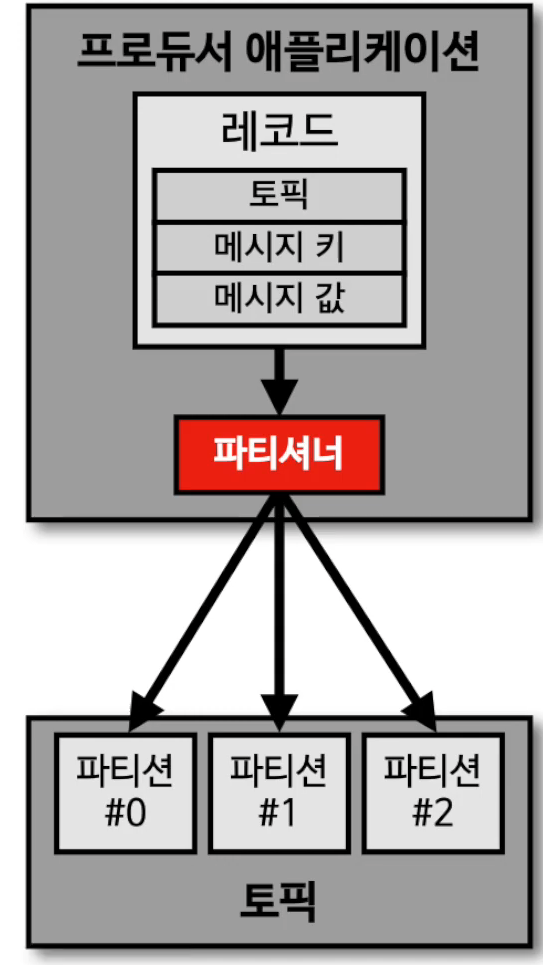 프로듀서 애플리케이션
레코드
토픽
메시지 키
메시지 값
파티셔너
파티션
#0
파티션
#1
파티션
#2
토픽